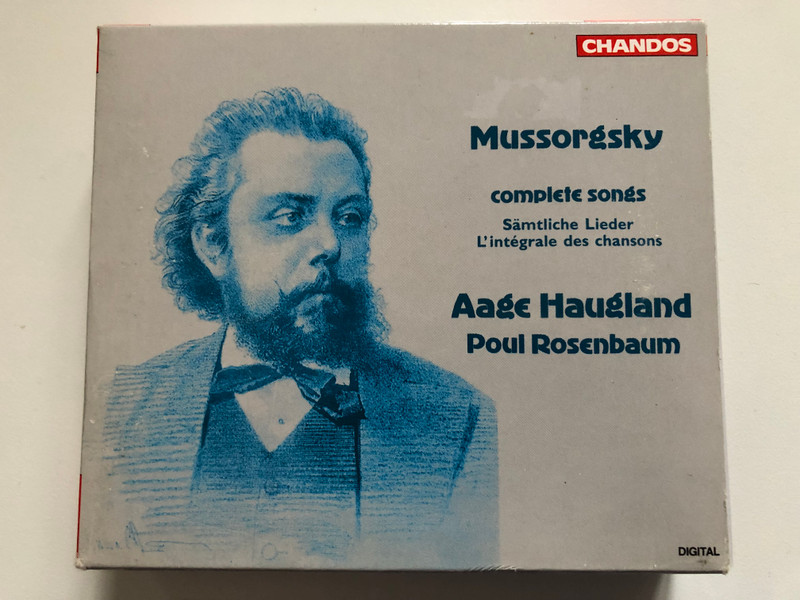 CHANDOS
Mussorgsky
complete songs
Sämtliche Lieder
L'intégrale des chansons
Aage Haugland
Poul Rosenbaum
DIGITAL